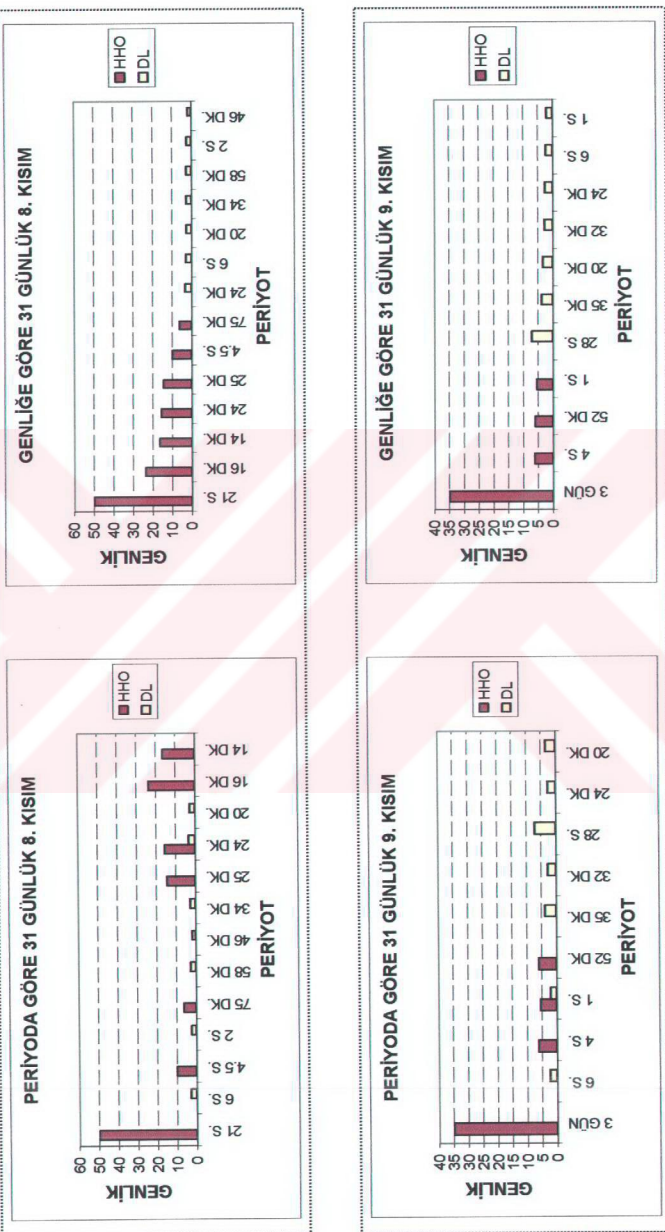 PERİYODA GÖRE 31 GÜNLÜK 8. KISIM
GENLİK
60
50
40
30
20
10
0
21 S.
6 S
4.5 S.
2 S.
75 DK.
58 DK
46 DK.
34 DK
25 DK
24 DK
20 DK
16 DK.
14 DK.
PERİYOT
HHO
DL
GENLİĞE GÖRE 31 GÜNLÜK 8. KISIM
GENLİK
60
50
40
30
20
10
0
21 S.
16 DK.
14 DK
24 DK
25 DK
4.5 S.
75 DK.
24 DK
6 S.
20 DK
34 DK
58 DK
2 S.
46 DK.
PERİYOT
HHO
DL
PERİYODA GÖRE 31 GÜNLÜK 9. KISIM
GENLİK
40
35
30
25
20
15
10
5
0
3 GÜN
6 S
4 S
1 S.
52 DK
35 DK
32 DK
28 S.
24 DK
20 DK
PERİYOT
HHO
DL
GENLİĞE GÖRE 31 GÜNLÜK 9. KISIM
GENLİK
40
35
30
25
20
15
10
5
0
3 GÜN
4 S
52 DK
1 S.
28 S.
35 DK
20 DK
32 DK
24 DK
6 S
1 S
PERİYOT
HHO
DL